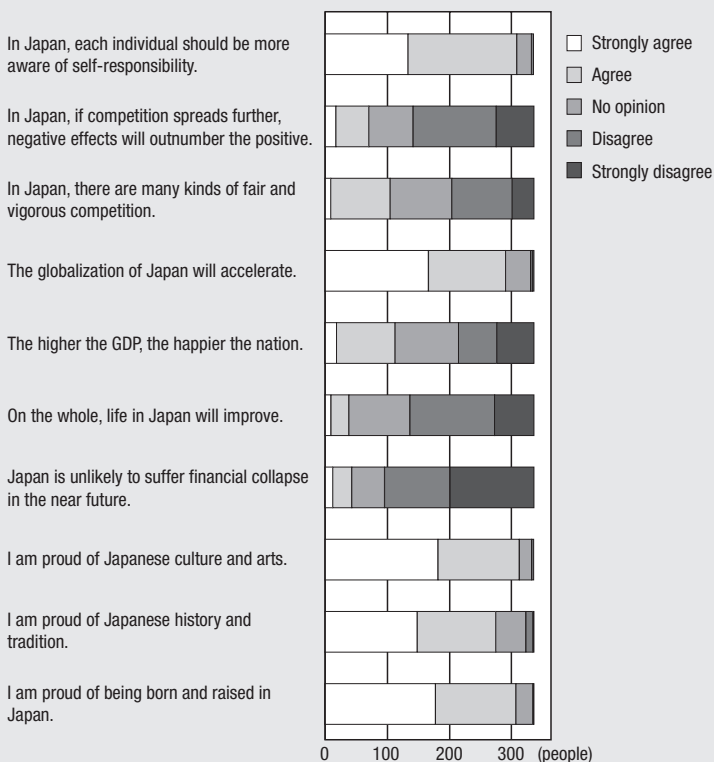 In Japan, each individual should be more
aware of self-responsibility.
In Japan, if competition spreads further,
negative effects will outnumber the positive.
In Japan, there are many kinds of fair and
vigorous competition.
The globalization of Japan will accelerate.
The higher the GDP, the happier the nation.
On the whole, life in Japan will improve.
Japan is unlikely to suffer financial collapse
in the near future.
I am proud of Japanese culture and arts.
I am proud of Japanese history and
tradition.
I am proud of being born and raised in
Japan.
0 100 200 300 (people)
Strongly agree
Agree
No opinion
Disagree
Strongly disagree